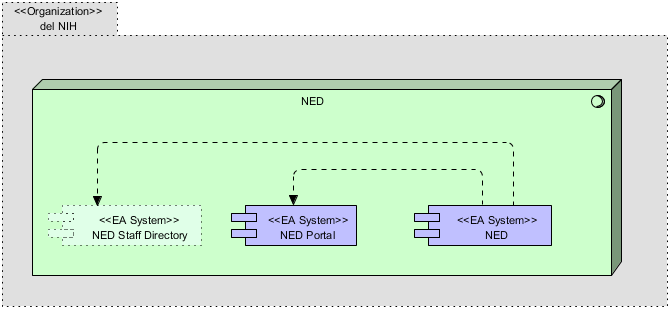 <<Organization>>
del NIH
NED
<<EA System>>
NED Staff Directory
<<EA System>>
NED Portal
<<EA System>>
NED